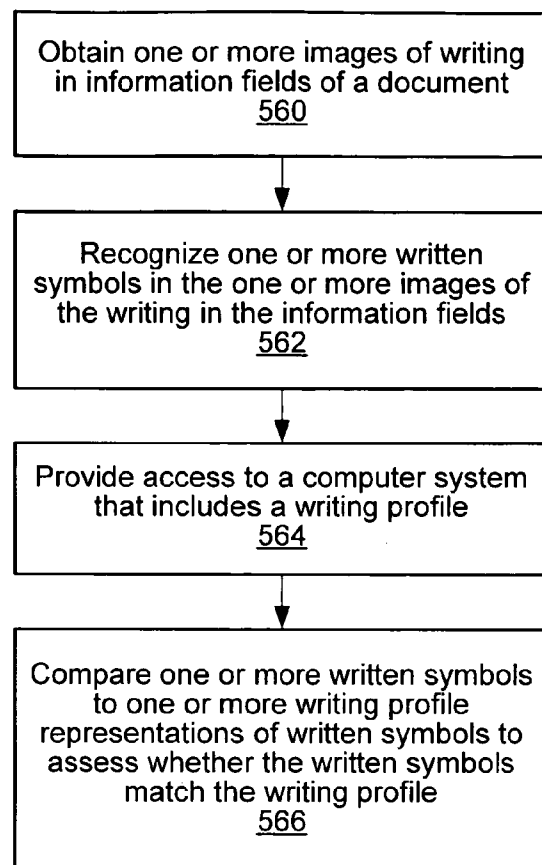 Obtain one or more images of writing
in information fields of a document
560
Recognize one or more written
symbols in the one or more images of
the writing in the information fields
562
Provide access to a computer system
that includes a writing profile
564
Compare one or more written symbols
to one or more writing profile
representations of written symbols to
assess whether the written symbols
match the writing profile
566